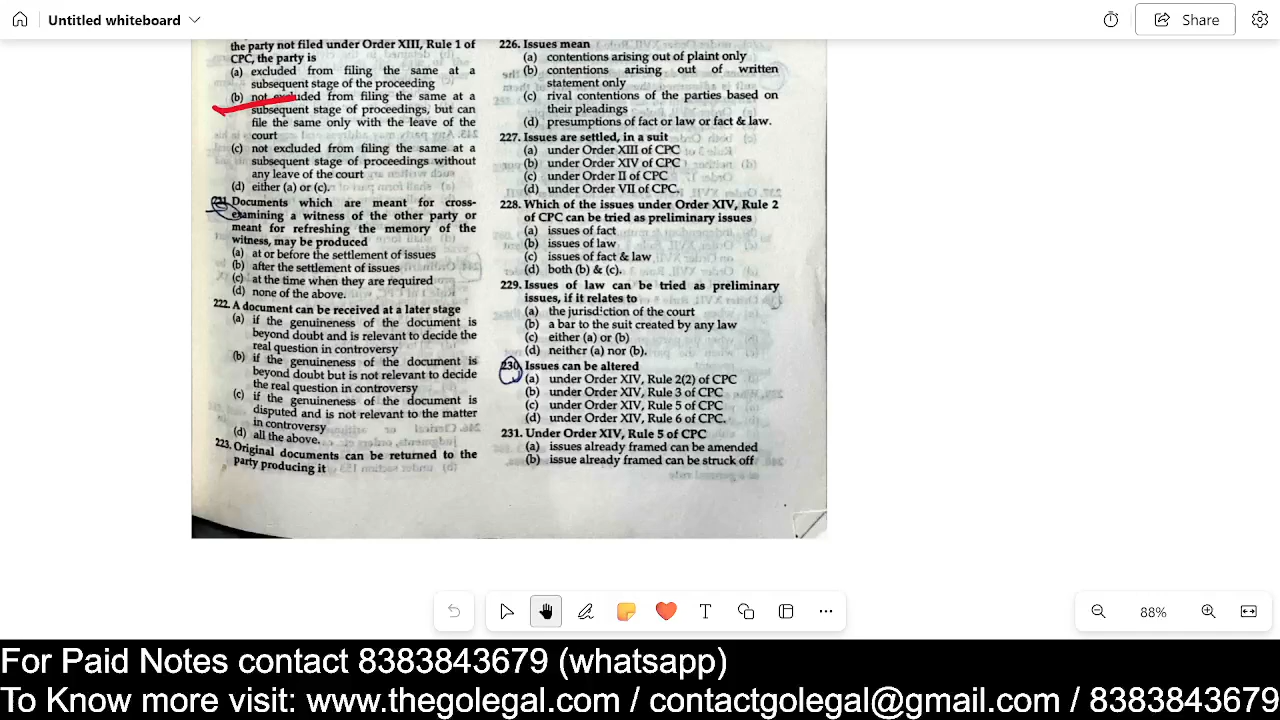 Untitled whiteboard
Share
the party not filed under Order XIII, Rule 1 of
CPC, the party is
(a) excluded from filing the same at a
subsequent stage of the proceeding
(b) not excluded from filing the same at a
subsequent stage of proceedings, but can
file the same only with the leave of the
court
(c) not excluded from filing the same at a
subsequent stage of proceedings without
any leave of the court
(d) either (a) or (c).
221. Documents which are meant for cross-
examining a witness of the other party or
meant for refreshing the memory of the
witness, may be produced
(a) at or before the settlement of issues
(b) after the settlement of issues
(c) at the time when they are required
(d) none of the above.
222. A document can be received at a later stage
(a) if the genuineness of the document is
beyond doubt and is relevant to decide the
real question in controversy
(b) if the genuineness of the document is
beyond doubt but is not relevant to decide
the real question in controversy
(c) if the genuineness of the document is
disputed and is not relevant to the matter
in controversy
(d) all the above.
223. Original documents can be returned to the
party producing it
226. Issues mean
(a) contentions arising out of plaint only
(b) contentions arising out of written
statement only
(c) rival contentions of the parties based on
their pleadings
(d) presumptions of fact or law or fact & law.
227. Issues are settled, in a suit
(a) under Order XIII of CPC
(b) under Order XIV of CPC
(c) under Order II of CPC
(d) under Order VII of CPC.
228. Which of the issues under Order XIV, Rule 2
of CPC can be tried as preliminary issues
(a) issues of fact
(b) issues of law
(c) issues of fact & law
(d) both (b) & (c).
229. Issues of law can be tried as preliminary
issues, if it relates to
(a) the jurisdiction of the court
(b) a bar to the suit created by any law
(c) either (a) or (b)
(d) neither (a) nor (b).
230. Issues can be altered
(a) under Order XIV, Rule 2(2) of CPC
(b) under Order XIV, Rule 3 of CPC
(c) under Order XIV, Rule 5 of CPC
(d) under Order XIV, Rule 6 of CPC.
231. Under Order XIV, Rule 5 of CPC
(a) issues already framed can be amended
(b) issue already framed can be struck off
88%
For Paid Notes contact 8383843679 (whatsapp)
To Know more visit: www.thegolegal.com / contactgolegal@gmail.com / 8383843679